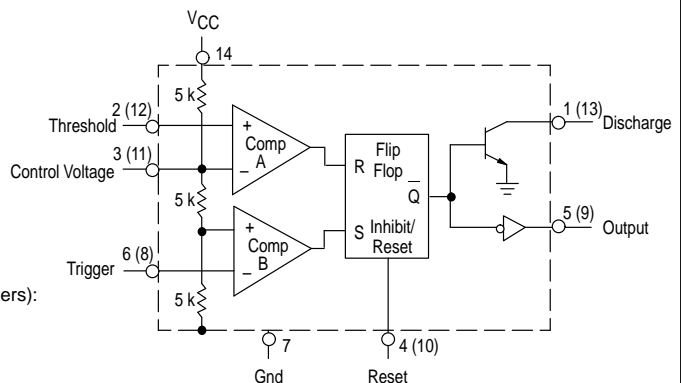 VCC
14
5 k
2 (12)
Threshold
+
Comp
A
–
3 (11)
Control Voltage
1 (13)
Discharge
Flip
Flop
R
Q
5 k
+
Comp
B
–
S
Inhibit/
Reset
5 (9)
Output
6 (8)
Trigger
5 k
ers):
7
Gnd
4 (10)
Reset